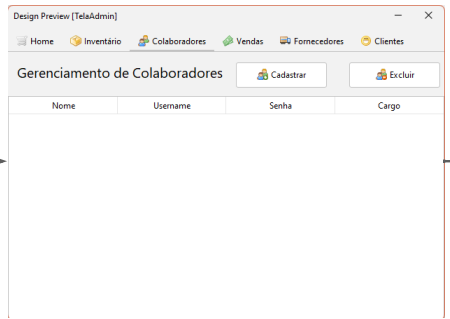 Design Preview [TelaAdmin]
Home Inventário Colaboradores Vendas Fornecedores Clientes
Gerenciamento de Colaboradores Cadastrar Excluir
Nome Username Senha Cargo